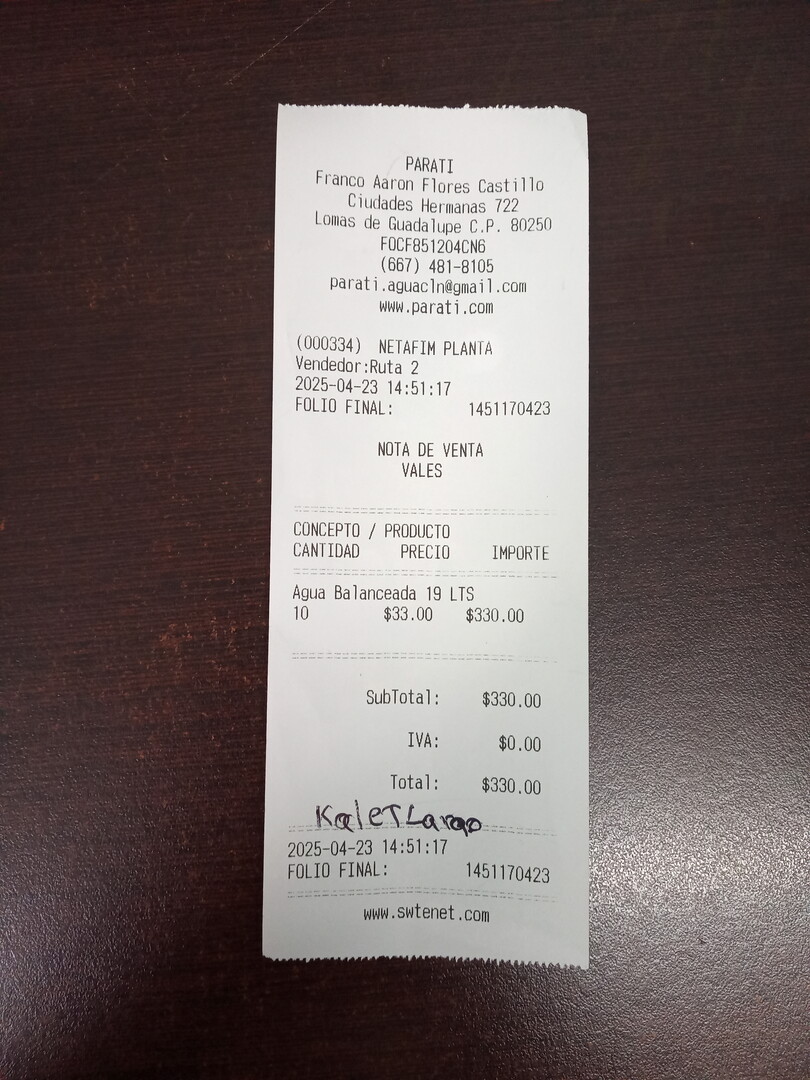 PARATI
Franco Aaron Flores Castillo
Ciudades Hermanas 722
Lomas de Guadalupe C.P. 80250
FOCF851204CN6
(667) 481-8105
parati.aguacln@gmail.com
www.parati.com
(000334) NETAFIM PLANTA
Vendedor:Ruta 2
2025-04-23 14:51:17
FOLIO FINAL: 1451170423
NOTA DE VENTA
VALES
CONCEPTO / PRODUCTO
CANTIDAD PRECIO IMPORTE
Agua Balanceada 19 LTS
10 $33.00 $330.00
SubTotal: $330.00
IVA: $0.00
Total: $330.00
Kalet
2025-04-23 14:51:17
FOLIO FINAL: 1451170423
www.swtenet.com